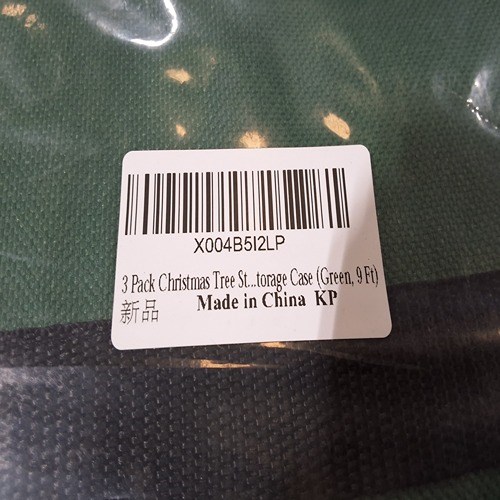 X004B5I2LP
3 Pack Christmas Tree St...torage Case (Green, 9 Ft)
新品 Made in China KP